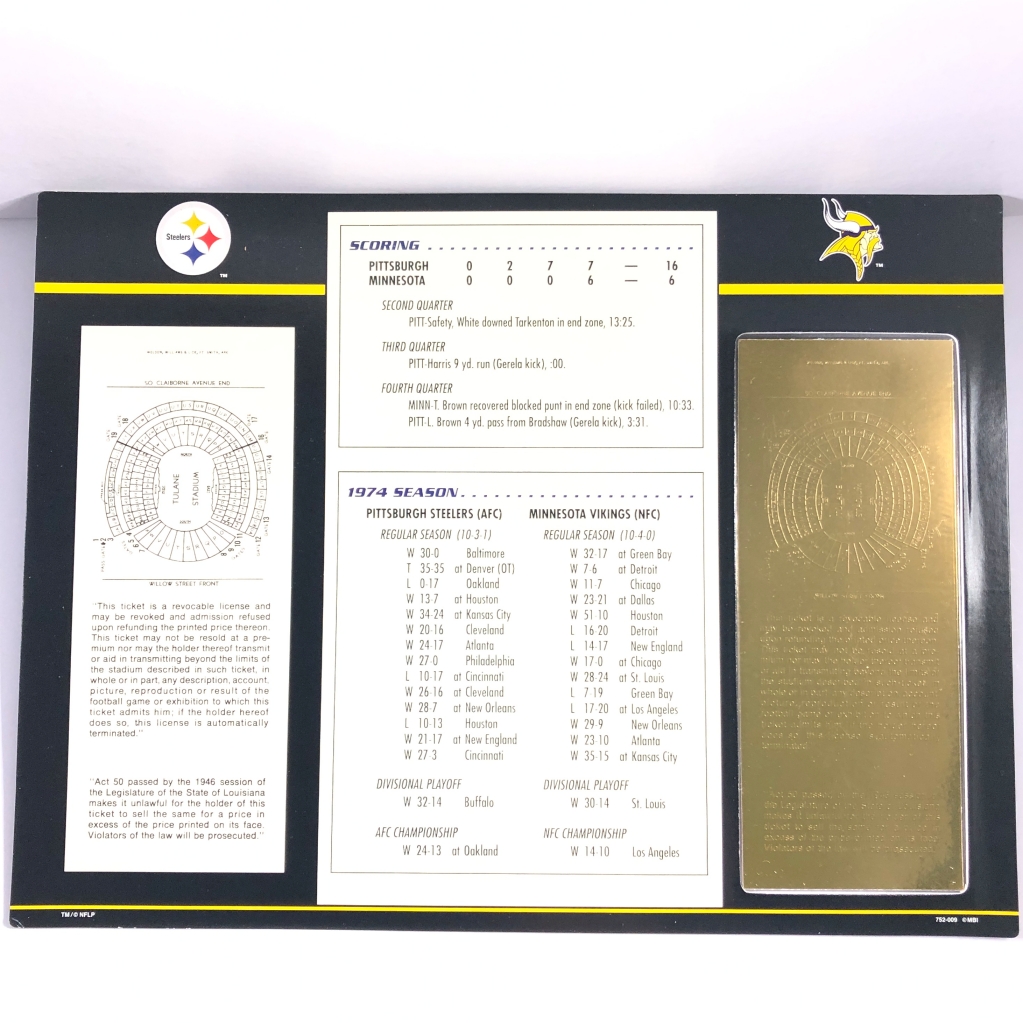 Steelers
TM
TM
SCORING
PITTSBURGH 0 2 7 7 — 16
MINNESOTA 0 0 0 6 — 6
SECOND QUARTER
PITT-Safety, White downed Tarkenton in end zone, 13:25.
THIRD QUARTER
PITT-Harris 9 yd. run (Gerela kick), :00.
FOURTH QUARTER
MINN-T. Brown recovered blocked punt in end zone (kick failed), 10:33.
PITT-L. Brown 4 yd. pass from Bradshaw (Gerela kick), 3:31.
1974 SEASON
PITTSBURGH STEELERS (AFC)
REGULAR SEASON (10-3-1)
W 30-0 Baltimore
T 35-35 at Denver (OT)
L 0-17 Oakland
W 13-7 at Houston
W 34-24 at Kansas City
W 20-16 Cleveland
W 24-17 Atlanta
W 27-0 Philadelphia
L 10-17 at Cincinnati
W 26-16 at Cleveland
W 28-7 at New Orleans
L 10-13 Houston
W 21-17 at New England
W 27-3 Cincinnati
DIVISIONAL PLAYOFF
W 32-14 Buffalo
AFC CHAMPIONSHIP
W 24-13 at Oakland
MINNESOTA VIKINGS (NFC)
REGULAR SEASON (10-4-0)
W 32-17 at Green Bay
W 7-6 at Detroit
W 11-7 Chicago
W 23-21 at Dallas
W 51-10 Houston
L 16-20 Detroit
L 14-17 New England
W 17-0 at Chicago
W 28-24 at St. Louis
L 7-19 Green Bay
L 17-20 at Los Angeles
W 29-9 New Orleans
W 23-10 Atlanta
W 35-15 at Kansas City
DIVISIONAL PLAYOFF
W 30-14 St. Louis
NFC CHAMPIONSHIP
W 14-10 Los Angeles
SO CLAIBORNE AVENUE END
TULANE
STADIUM
WILLOW STREET FRONT
"This ticket is a revocable license and
may be revoked and admission refused
upon refunding the printed price thereon.
This ticket may not be resold at a pre-
mium nor may the holder thereof transmit
or aid in transmitting beyond the limits of
the stadium described in such ticket, in
whole or in part, any description, account,
picture, reproduction or result of the
football game or exhibition to which this
ticket admits him; if the holder hereof
does so, this license is automatically
terminated."
"Act 50 passed by the 1946 session of
the Legislature of the State of Louisiana
makes it unlawful for the holder of this
ticket to sell the same for a price in
excess of the price printed on its face.
Violators of the law will be prosecuted."
TM/© NFLP
752-009 ©MBI